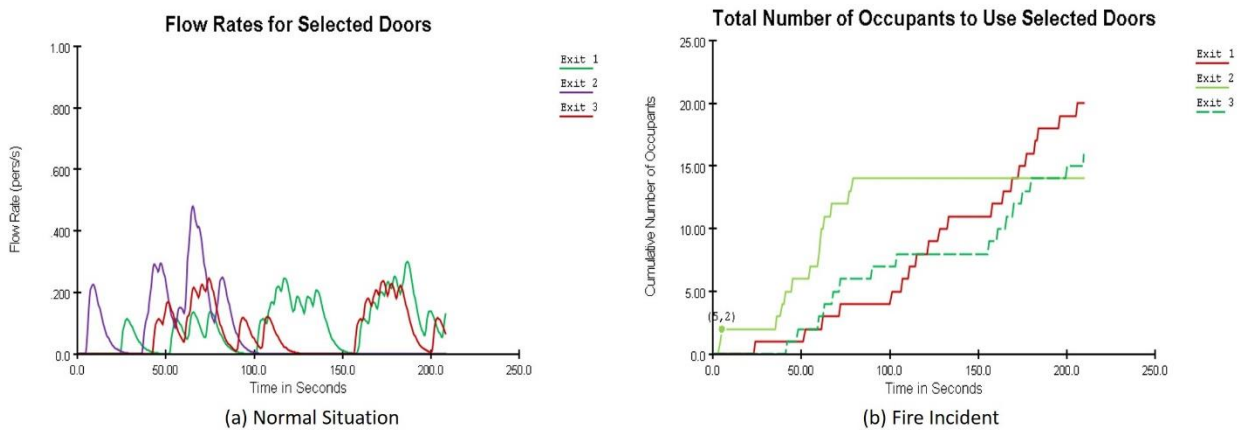 Flow Rates for Selected Doors
1.00
.800
.600
.400
.200
0.0
Flow Rate (pers/s)
0.0
50.00
100.0
150.0
200.0
250.0
Time in Seconds
Exit 1
Exit 2
Exit 3
(a) Normal Situation
Total Number of Occupants to Use Selected Doors
25.00
20.00
15.00
10.00
5.00
0.00
Cumulative Number of Occupants
(5,2)
0.0
50.00
100.0
150.0
200.0
250.0
Time in Seconds
Exit 1
Exit 2
Exit 3
(b) Fire Incident